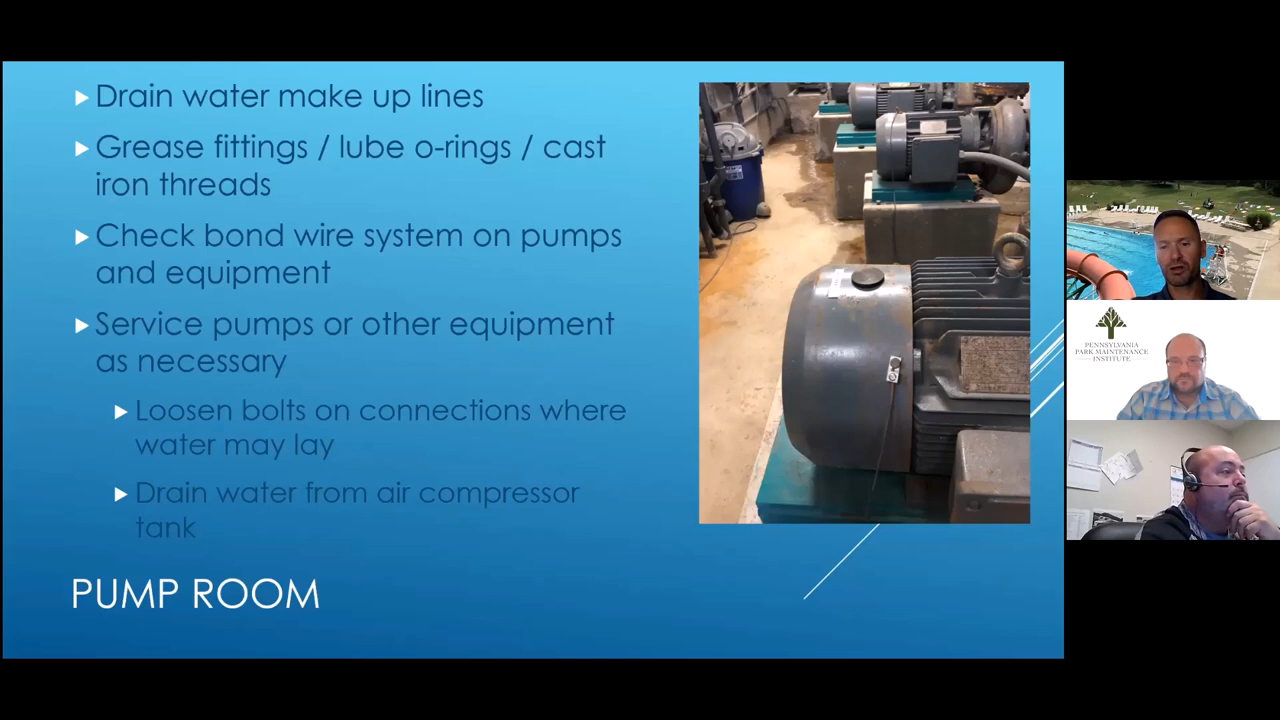 Drain water make up lines
Grease fittings / lube o-rings / cast
iron threads
Check bond wire system on pumps
and equipment
Service pumps or other equipment
as necessary
Loosen bolts on connections where
water may lay
Drain water from air compressor
tank
PUMP ROOM
PENNSYLVANIA
PARK MAINTENANCE
INSTITUTE